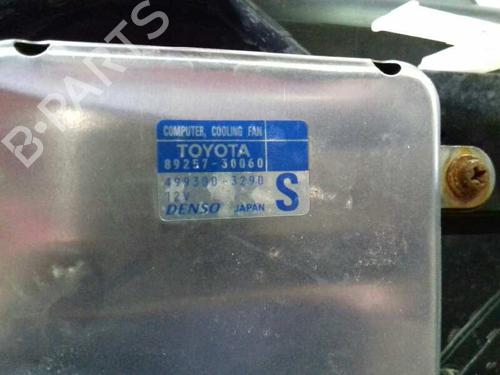 B-PARTS
COMPUTER, COOLING FAN
TOYOTA
89257-30060
499300-3290
12V
S
DENSO JAPAN